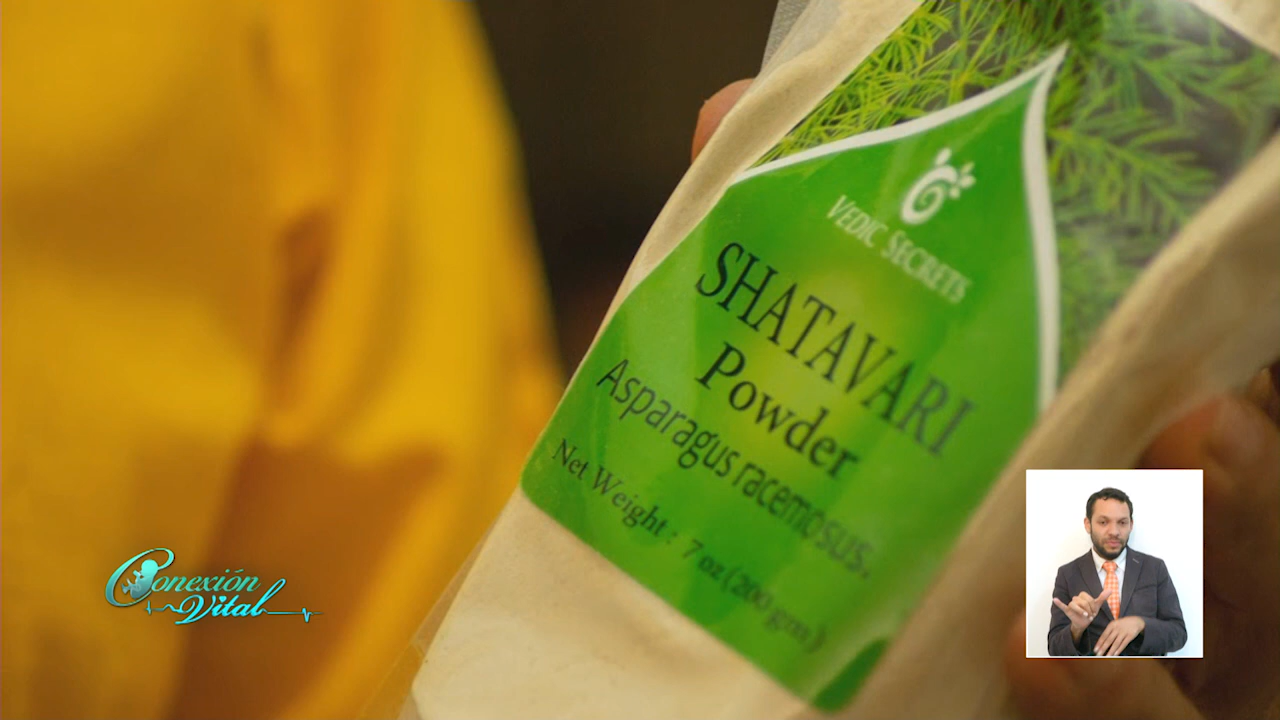 VEDIC SECRETS
SHATAVARI
Powder
Asparagus racemosus.
Net Weight : 7 oz (200 gm)
Conexión
Vital